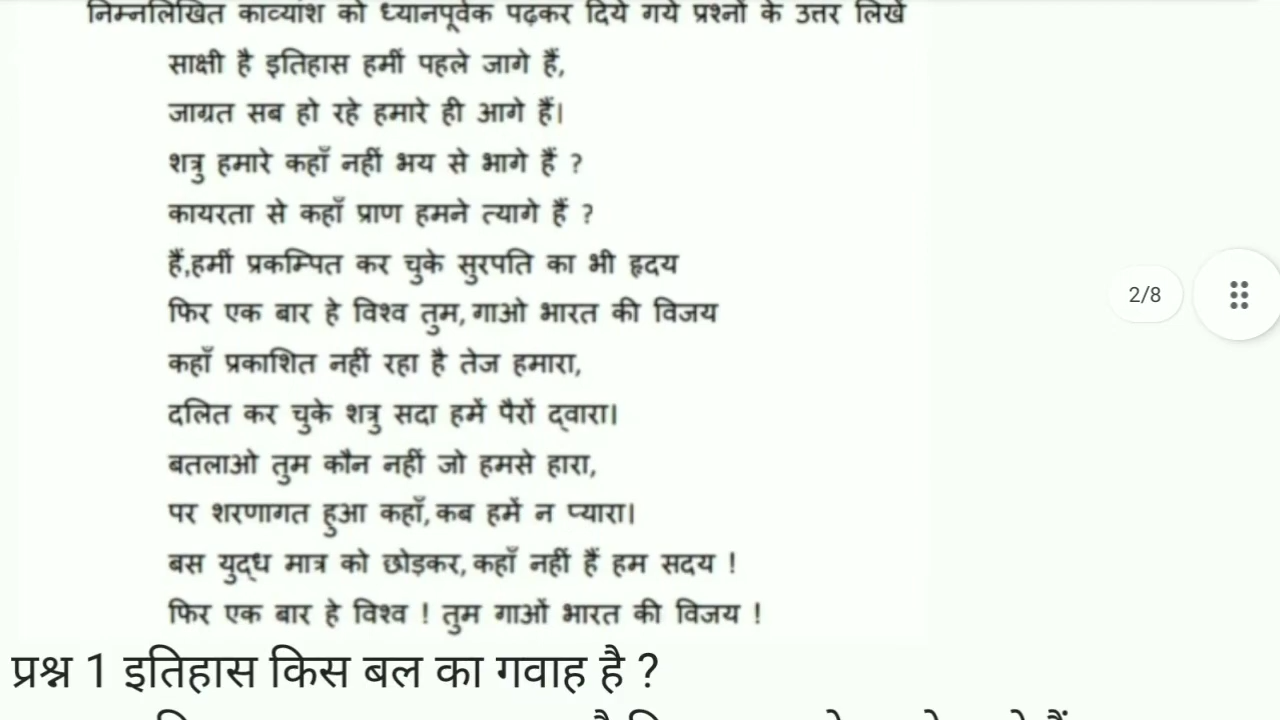 निम्नलिखित काव्यांश को ध्यानपूर्वक पढ़कर दिये गये प्रश्नों के उत्तर लिखें
साक्षी है इतिहास हमीं पहले जागे हैं,
जाग्रत सब हो रहे हमारे ही आगे हैं।
शत्रु हमारे कहाँ नहीं भय से भागे हैं ?
कायरता से कहाँ प्राण हमने त्यागे हैं ?
हैं,हमीं प्रकम्पित कर चुके सुरपति का भी हृदय
फिर एक बार हे विश्व तुम, गाओ भारत की विजय
कहाँ प्रकाशित नहीं रहा है तेज हमारा,
दलित कर चुके शत्रु सदा हमें पैरों द्वारा।
बतलाओ तुम कौन नहीं जो हमसे हारा,
पर शरणागत हुआ कहाँ, कब हमें न प्यारा।
बस युद्ध मात्र को छोड़कर, कहाँ नहीं हैं हम सदय !
फिर एक बार हे विश्व ! तुम गाओं भारत की विजय !
2/8
प्रश्न 1 इतिहास किस बल का गवाह है ?